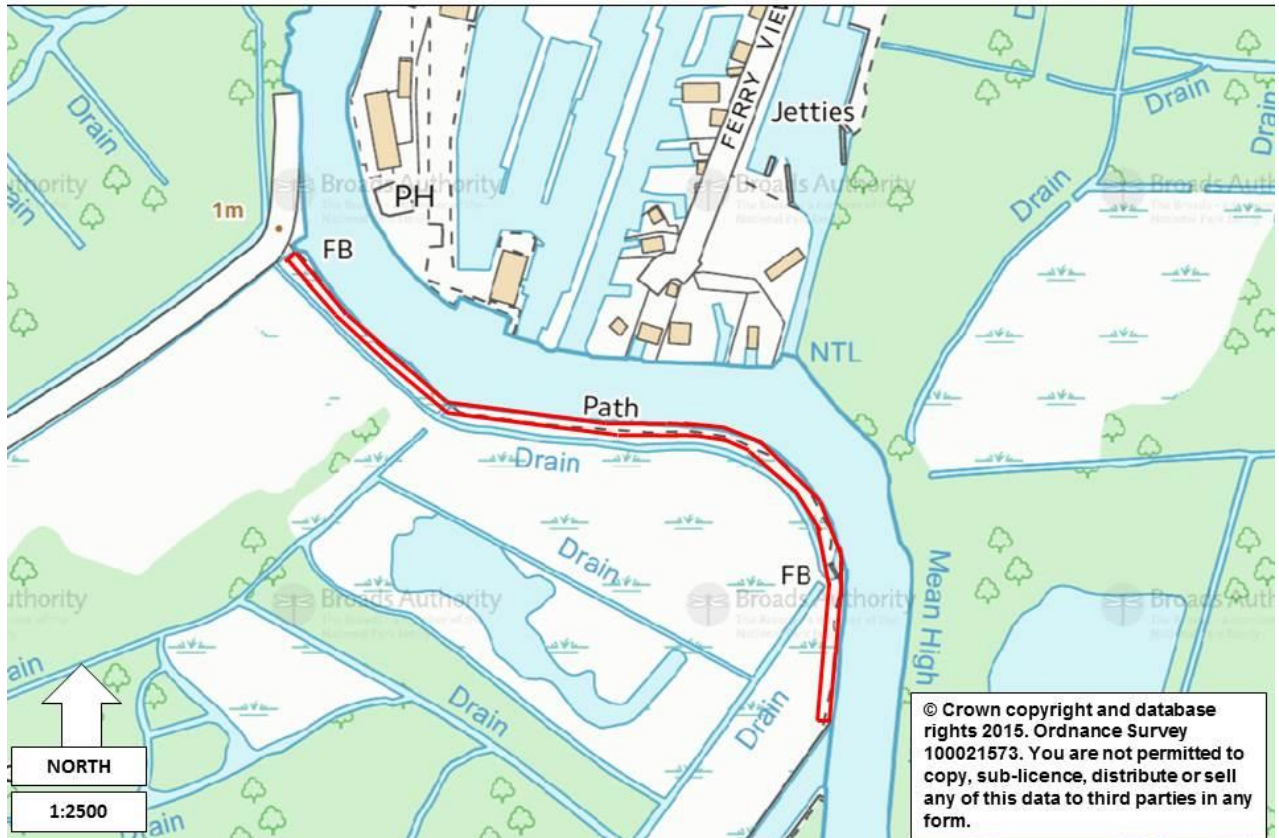 Drain
Drain
FERRY VIEW
Jetties
Drain
Drain
Broads Authority
Broads Authority
PH
1m
FB
Drain
NTL
Path
Drain
Drain
FB
Mean High
Broads Authority
Broads Authority
Drain
Drain
Drain
NORTH
1:2500
© Crown copyright and database
rights 2015. Ordnance Survey
100021573. You are not permitted to
copy, sub-licence, distribute or sell
any of this data to third parties in any
form.